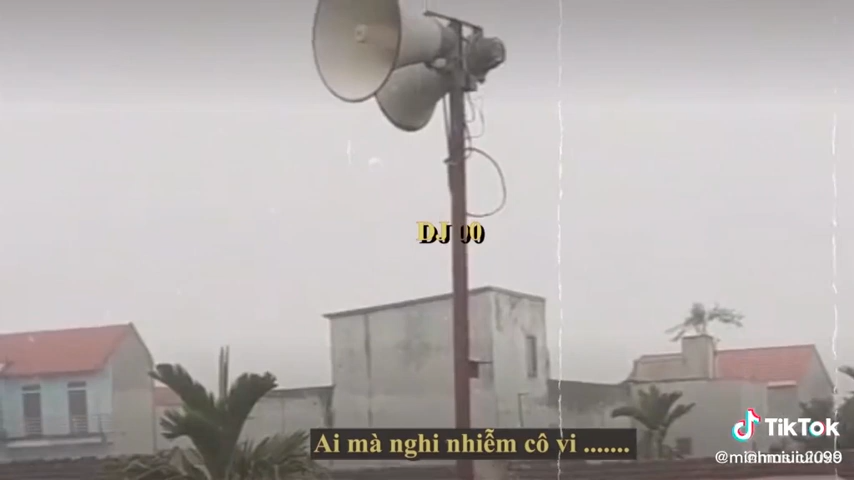 DJ 00
Ai mà nghi nhiễm cô vi .......
TikTok